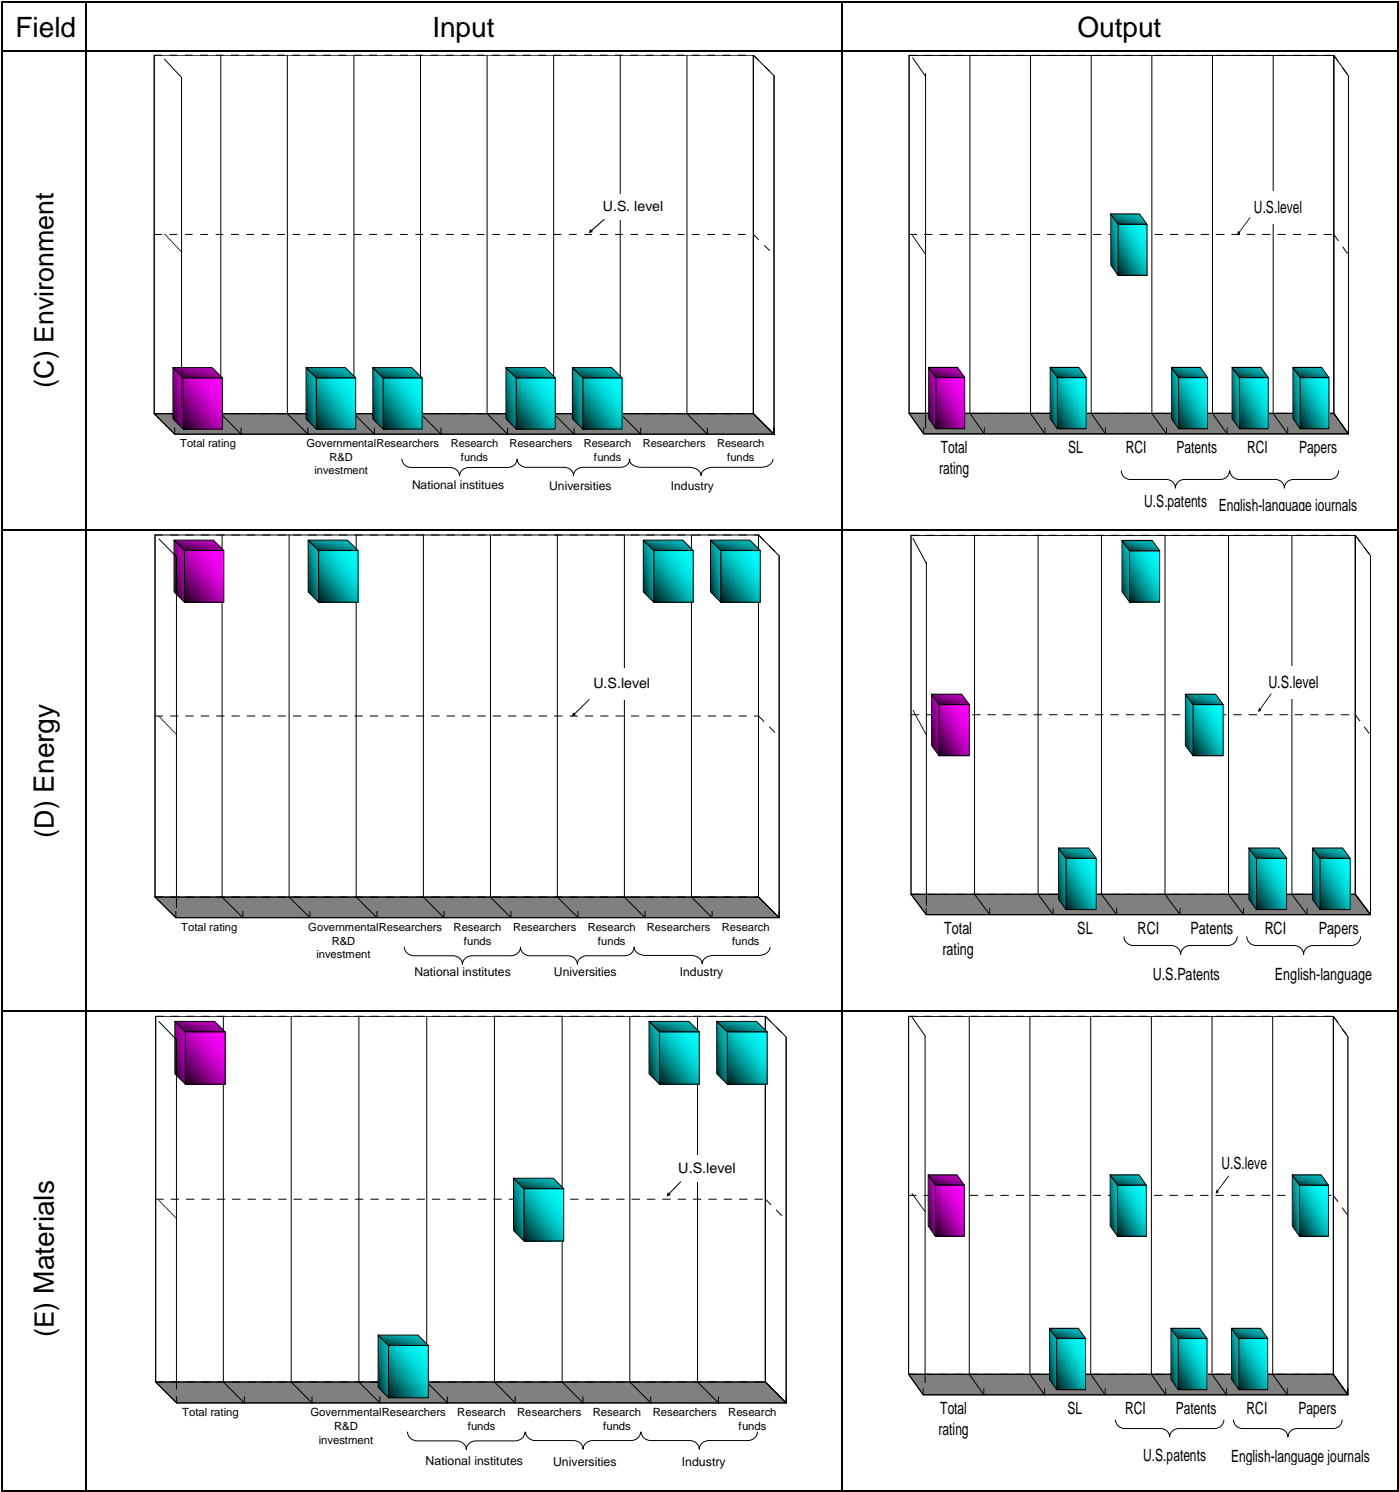 Field Input Output
(C) Environment
U.S. level
Total rating Governmental Researchers Research Researchers Research Researchers Research
R&D funds funds funds
investment
National institues Universities Industry
U.S.level
Total SL RCI Patents RCI Papers
rating
U.S.patents English-language journals
(D) Energy
U.S.level
Total rating Governmental Researchers Research Researchers Research Researchers Research
R&D funds funds funds
investment
National institutes Universities Industry
U.S.level
Total SL RCI Patents RCI Papers
rating
U.S.Patents English-language
(E) Materials
U.S.level
Total rating Governmental Researchers Research Researchers Research Researchers Research
R&D funds funds funds
investment
National institutes Universities Industry
U.S.leve
Total SL RCI Patents RCI Papers
rating
U.S.patents English-language journals